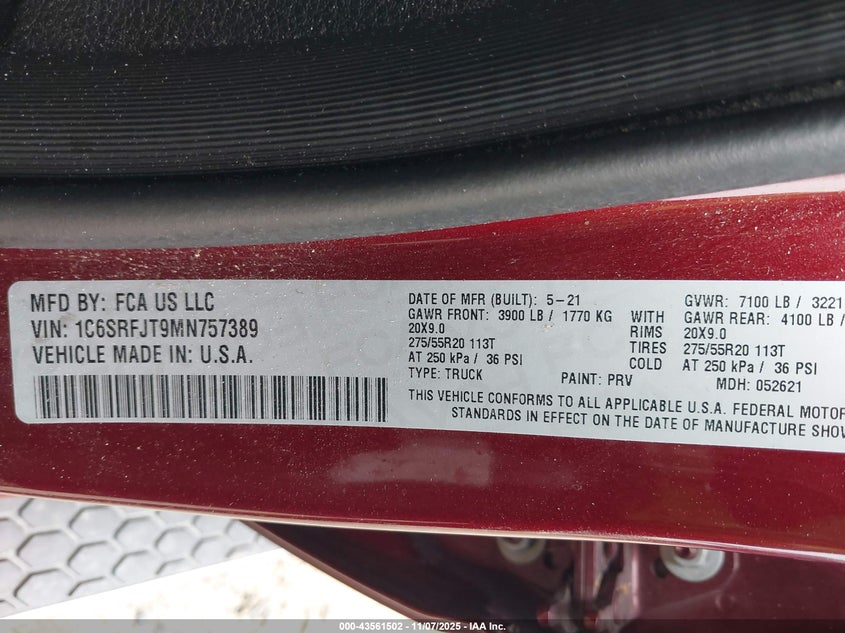 MFD BY: FCA US LLC
VIN: 1C6SRFJT9MN757389
VEHICLE MADE IN: U.S.A.
DATE OF MFR (BUILT): 5-21
GAWR FRONT: 3900 LB / 1770 KG
20X9.0
275/55R20 113T
AT 250 kPa / 36 PSI
TYPE: TRUCK
PAINT: PRV
WITH
RIMS
TIRES
COLD
GVWR: 7100 LB / 3221
GAWR REAR: 4100 LB /
20X9.0
275/55R20 113T
AT 250 kPa / 36 PSI
MDH: 052621
THIS VEHICLE CONFORMS TO ALL APPLICABLE U.S.A. FEDERAL MOTOR
STANDARDS IN EFFECT ON THE DATE OF MANUFACTURE SHOW
000-43561502 - 11/07/2025 - IAA Inc.